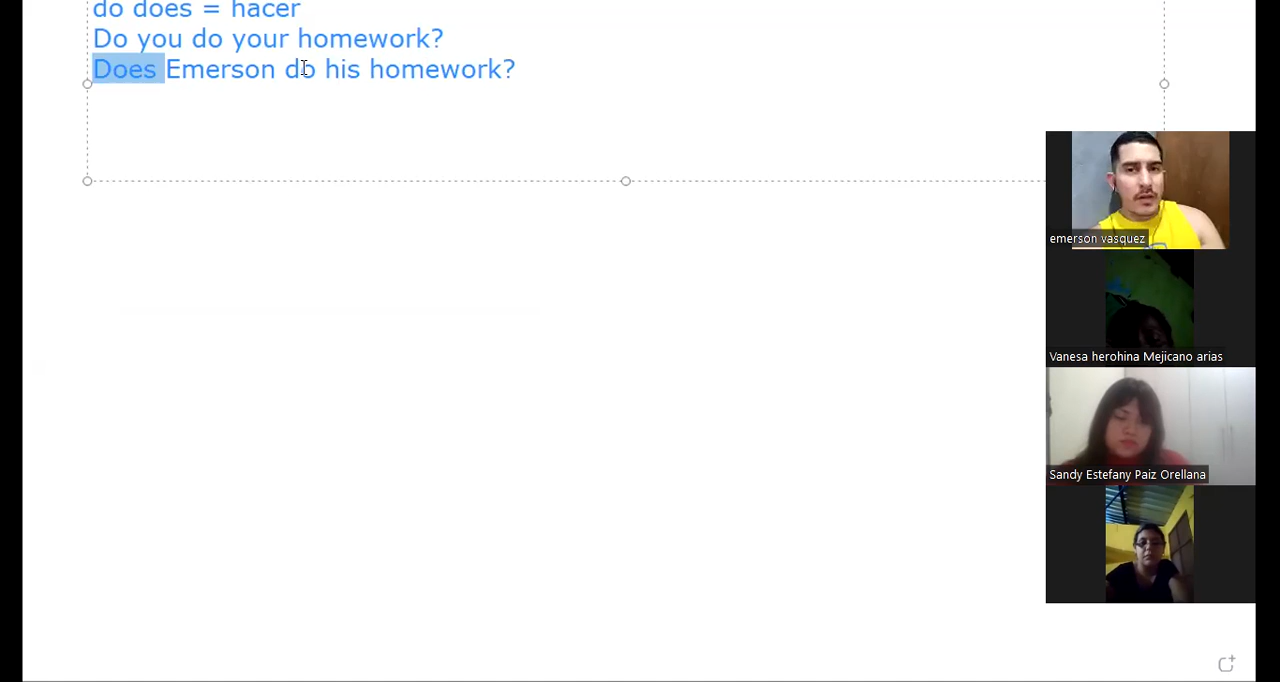 do does = hacer
Do you do your homework?
Does Emerson do his homework?
emerson vasquez
Vanesa herohina Mejicano arias
Sandy Estefany Paiz Orellana